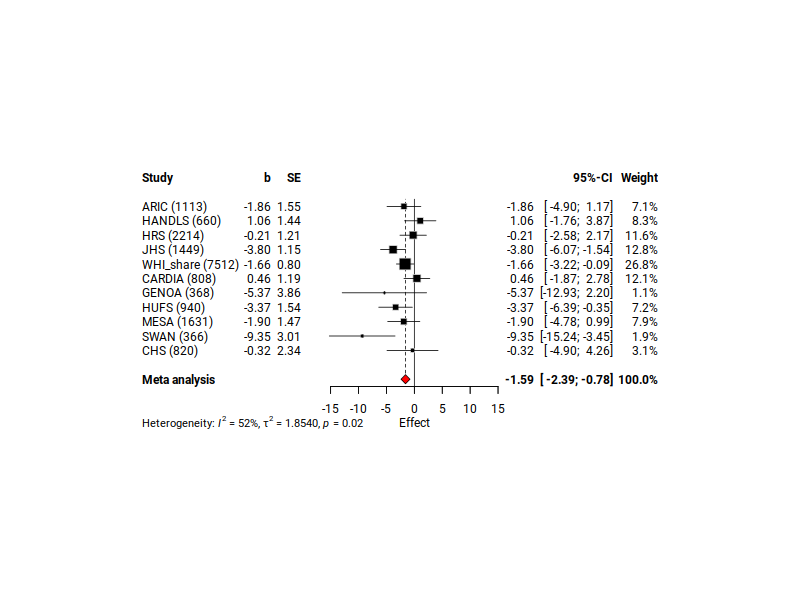 Study b SE 95%-CI Weight
ARIC (1113) -1.86 1.55 -1.86 [ -4.90; 1.17] 7.1%
HANDLS (660) 1.06 1.44 1.06 [ -1.76; 3.87] 8.3%
HRS (2214) -0.21 1.21 -0.21 [ -2.58; 2.17] 11.6%
JHS (1449) -3.80 1.15 -3.80 [ -6.07; -1.54] 12.8%
WHI_share (7512) -1.66 0.80 -1.66 [ -3.22; -0.09] 26.8%
CARDIA (808) 0.46 1.19 0.46 [ -1.87; 2.78] 12.1%
GENOA (368) -5.37 3.86 -5.37 [-12.93; 2.20] 1.1%
HUFS (940) -3.37 1.54 -3.37 [ -6.39; -0.35] 7.2%
MESA (1631) -1.90 1.47 -1.90 [ -4.78; 0.99] 7.9%
SWAN (366) -9.35 3.01 -9.35 [-15.24; -3.45] 1.9%
CHS (820) -0.32 2.34 -0.32 [ -4.90; 4.26] 3.1%
Meta analysis -1.59 [ -2.39; -0.78] 100.0%
-15 -10 -5 0 5 10 15
Heterogeneity: I² = 52%, τ² = 1.8540, p = 0.02 Effect